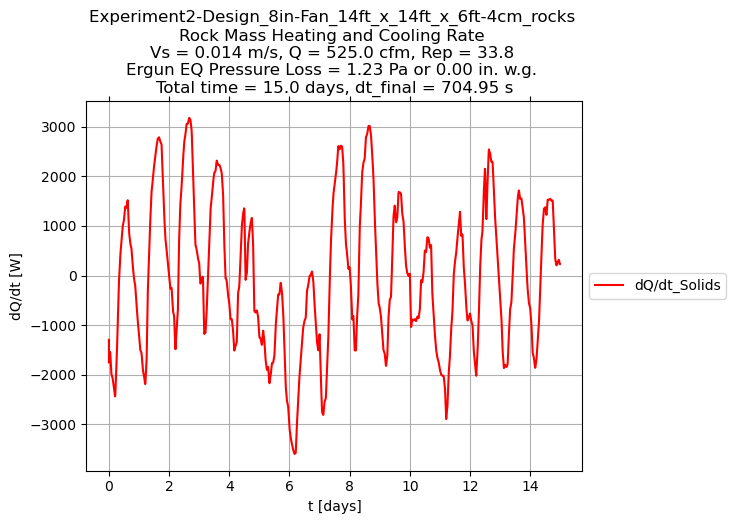 Experiment2-Design_8in-Fan_14ft_x_14ft_x_6ft-4cm_rocks
Rock Mass Heating and Cooling Rate
Vs = 0.014 m/s, Q = 525.0 cfm, Rep = 33.8
Ergun EQ Pressure Loss = 1.23 Pa or 0.00 in. w.g.
Total time = 15.0 days, dt_final = 704.95 s
3000
2000
1000
0
−1000
−2000
−3000
dQ/dt [W]
0 2 4 6 8 10 12 14
t [days]
dQ/dt_Solids